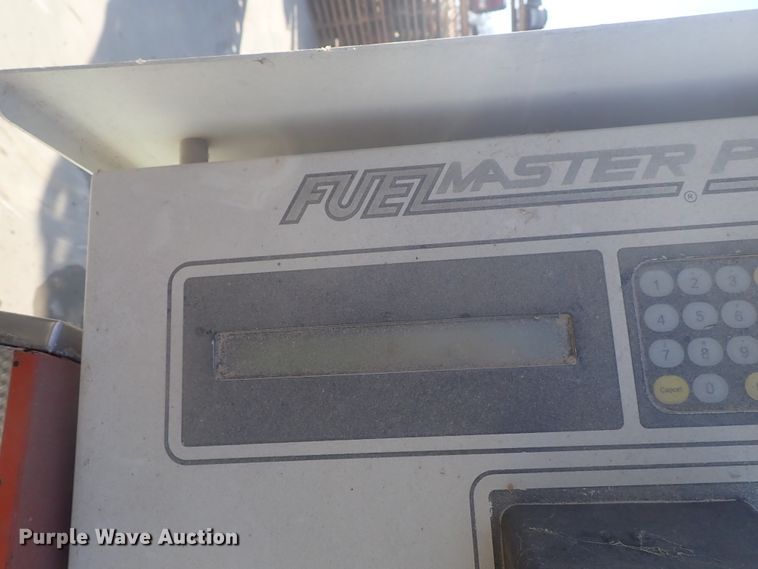 FUELMASTER P
®
1 2 3
4 5 6
7 8 9
Cancel 0
Purple Wave Auction